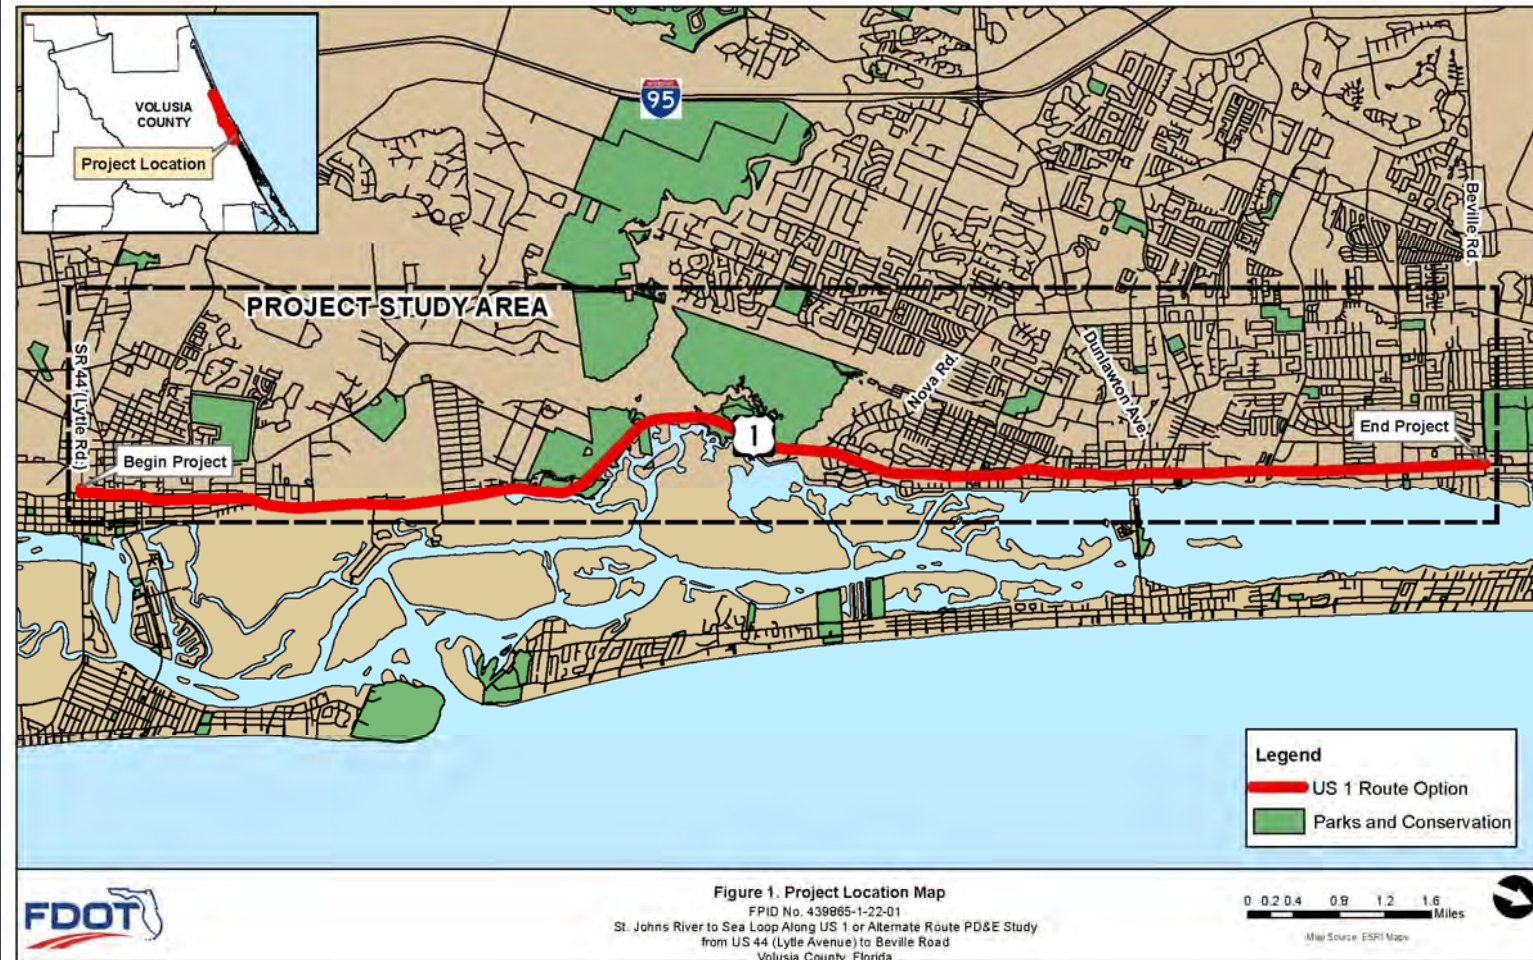 VOLUSIA
COUNTY
Project Location
95
Beville Rd.
PROJECT STUDY AREA
SR 44 (Lytle Rd.)
Nova Rd.
Dunlawton Ave.
Begin Project
1
End Project
Legend
US 1 Route Option
Parks and Conservation
FDOT
Figure 1. Project Location Map
FPID No. 439865-1-22-01
St. Johns River to Sea Loop Along US 1 or Alternate Route PD&E Study
from US 44 (Lytle Avenue) to Beville Road
Volusia County, Florida
0 0.2 0.4 0.8 1.2 1.6
Miles
Map Source: ESRI Maps